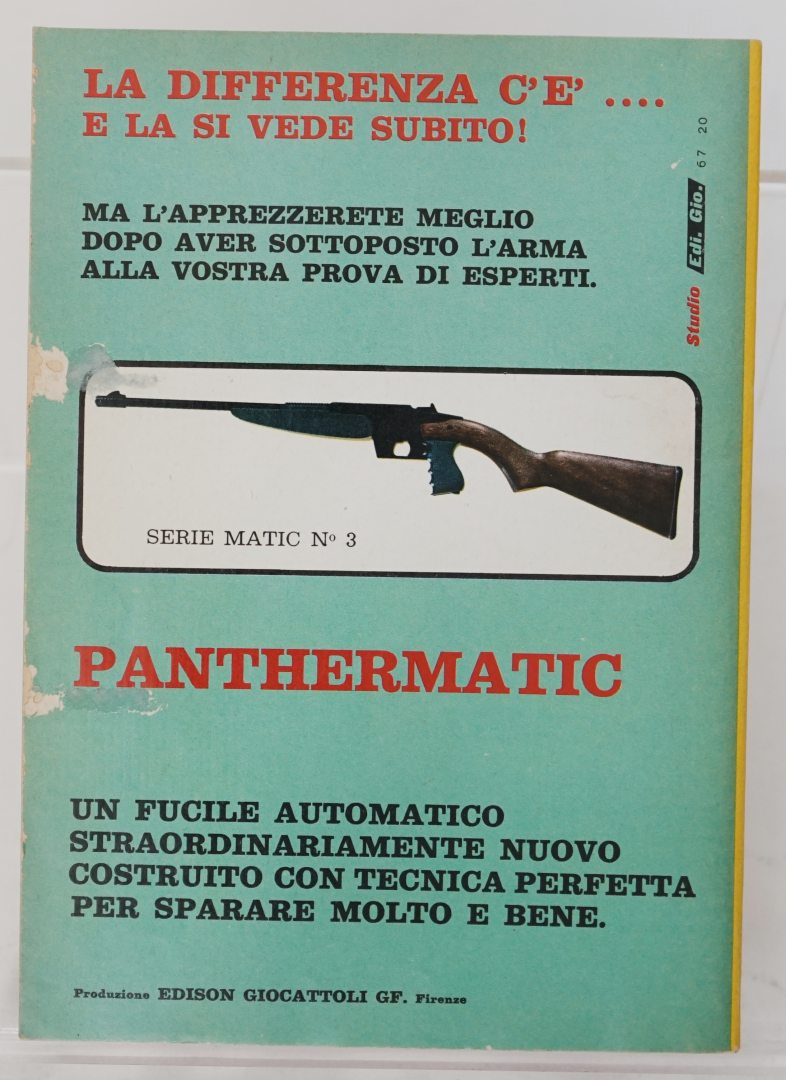 LA DIFFERENZA C'E' ....
E LA SI VEDE SUBITO!
Studio Edi. Gio. 67 20
MA L'APPREZZERETE MEGLIO
DOPO AVER SOTTOPOSTO L'ARMA
ALLA VOSTRA PROVA DI ESPERTI.
SERIE MATIC Nº 3
PANTHERMATIC
UN FUCILE AUTOMATICO
STRAORDINARIAMENTE NUOVO
COSTRUITO CON TECNICA PERFETTA
PER SPARARE MOLTO E BENE.
Produzione EDISON GIOCATTOLI GF. Firenze